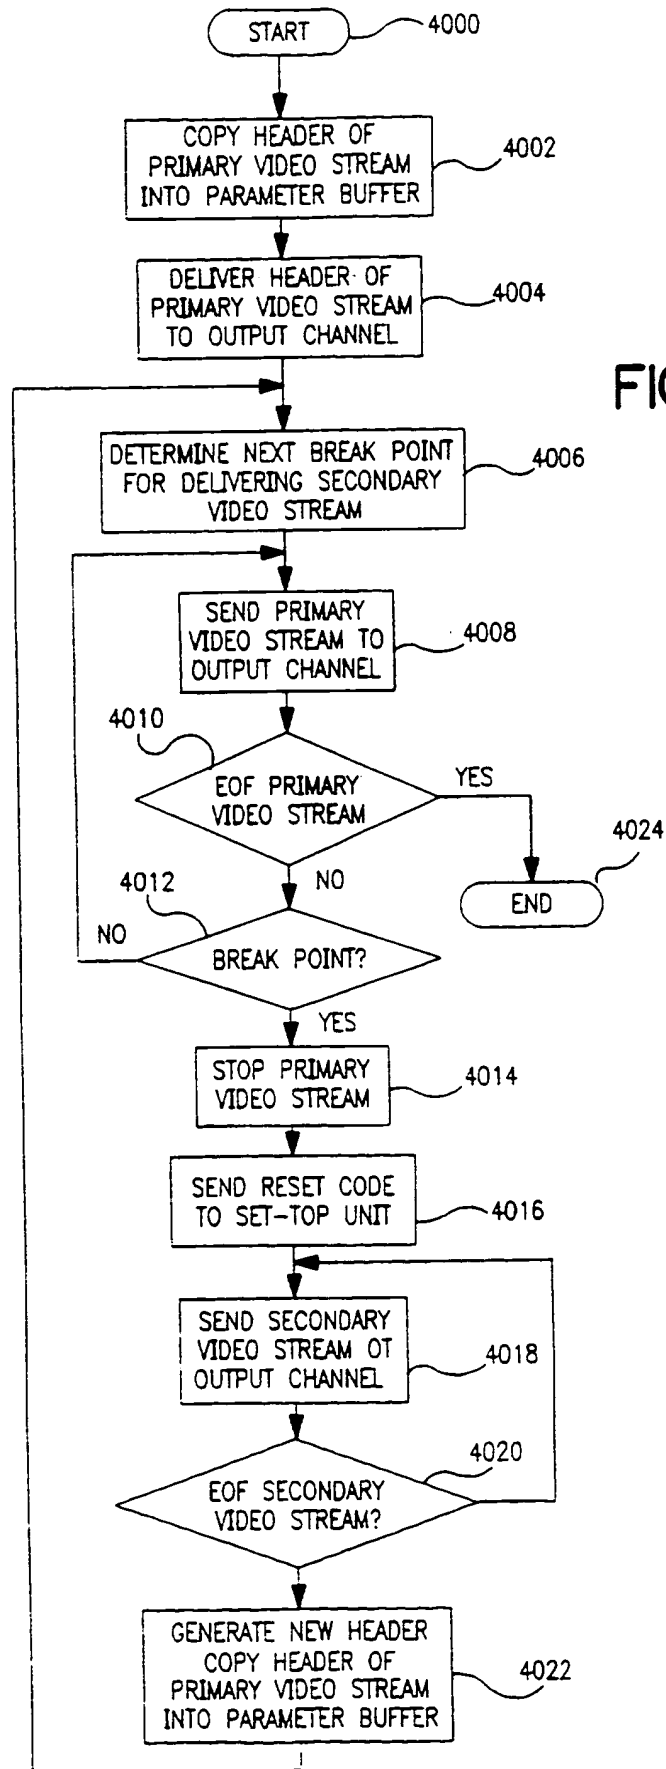 START
4000
COPY HEADER OF
PRIMARY VIDEO STREAM
INTO PARAMETER BUFFER
4002
DELIVER HEADER OF
PRIMARY VIDEO STREAM
TO OUTPUT CHANNEL
4004
FIG
DETERMINE NEXT BREAK POINT
FOR DELIVERING SECONDARY
VIDEO STREAM
4006
SEND PRIMARY
VIDEO STREAM TO
OUTPUT CHANNEL
4008
4010
EOF PRIMARY
VIDEO STREAM
YES
4024
END
NO
4012
NO
BREAK POINT?
YES
STOP PRIMARY
VIDEO STREAM
4014
SEND RESET CODE
TO SET-TOP UNIT
4016
SEND SECONDARY
VIDEO STREAM OT
OUTPUT CHANNEL
4018
4020
EOF SECONDARY
VIDEO STREAM?
GENERATE NEW HEADER
COPY HEADER OF
PRIMARY VIDEO STREAM
INTO PARAMETER BUFFER
4022